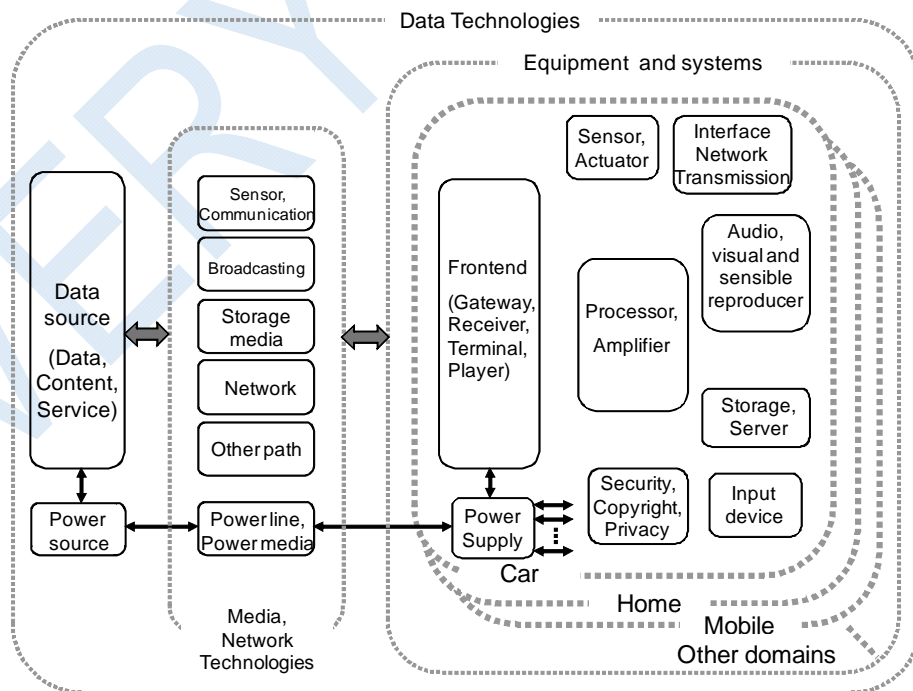 Data Technologies
Equipment and systems
Sensor,
Actuator
Interface
Network
Transmission
Sensor,
Communication
Broadcasting
Storage
media
Network
Other path
Data
source
(Data,
Content,
Service)
Frontend
(Gateway,
Receiver,
Terminal,
Player)
Processor,
Amplifier
Audio,
visual and
sensible
reproducer
Storage,
Server
Power
source
Power line,
Power media
Power
Supply
Security,
Copyright,
Privacy
Input
device
Car
Home
Mobile
Other domains
Media,
Network
Technologies
VERY